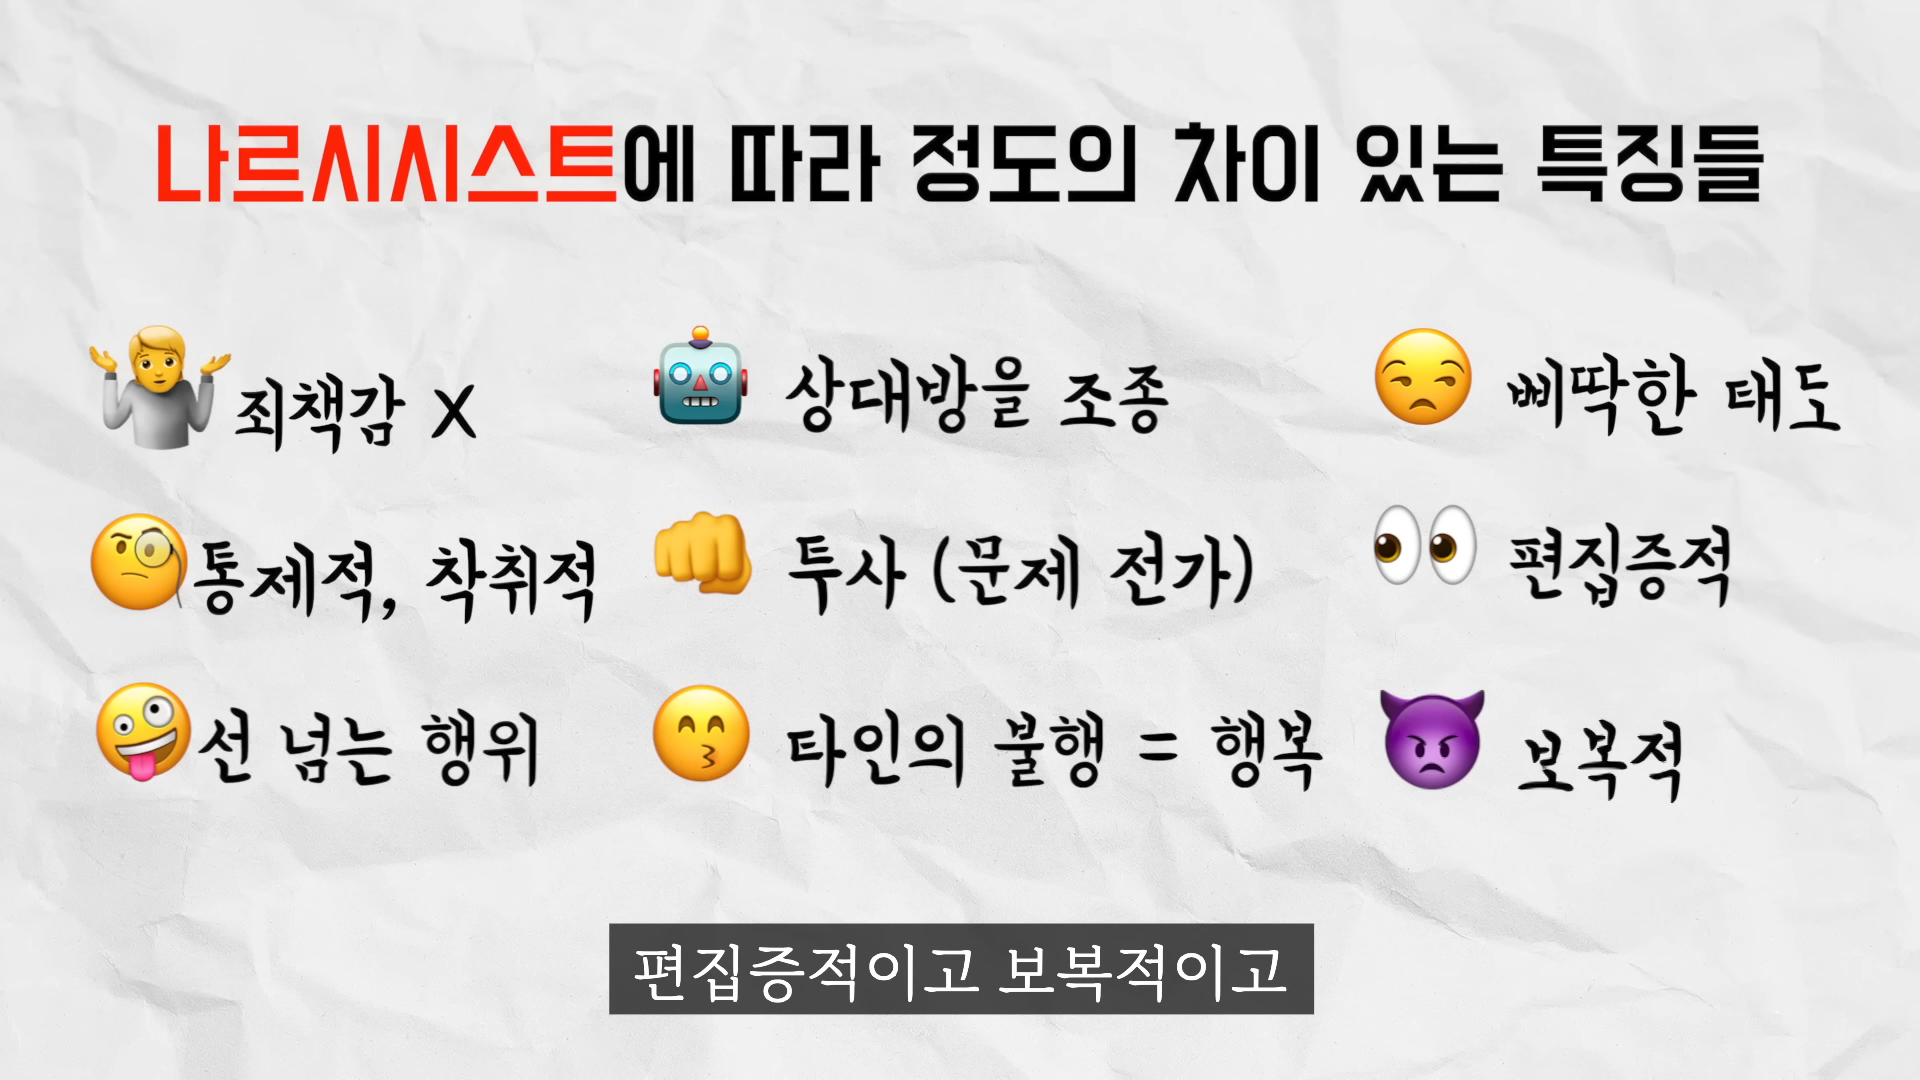 나르시시스트에 따라 정도의 차이 있는 특징들
죄책감 X
상대방을 조종
삐딱한 태도
통제적, 착취적
투사 (문제 전가)
편집증적
선 넘는 행위
타인의 불행 = 행복
보복적
편집증적이고 보복적이고